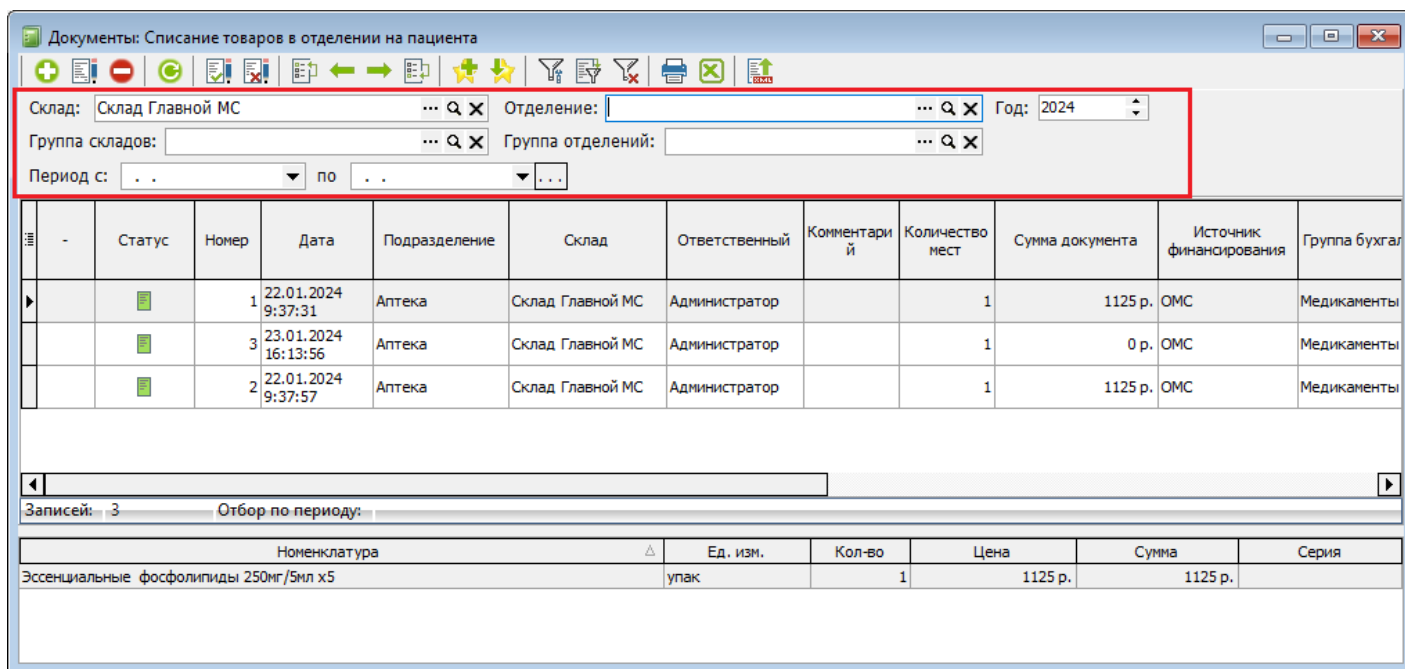 Документы: Списание товаров в отделении на пациента
XML
Склад: Склад Главной МС ... Отделение: ... Год: 2024
Группа складов: ... Группа отделений: ...
Период с: . . по . . ...
- Статус Номер Дата Подразделение Склад Ответственный Комментарий Количество мест Сумма документа Источник финансирования Группа бухгал
1 22.01.2024 9:37:31 Аптека Склад Главной МС Администратор 1 1125 р. ОМС Медикаменты
3 23.01.2024 16:13:56 Аптека Склад Главной МС Администратор 1 0 р. ОМС Медикаменты
2 22.01.2024 9:37:57 Аптека Склад Главной МС Администратор 1 1125 р. ОМС Медикаменты
Записей: 3 Отбор по периоду:
Номенклатура Ед. изм. Кол-во Цена Сумма Серия
Эссенциальные фосфолипиды 250мг/5мл x5 упак 1 1125 р. 1125 р.